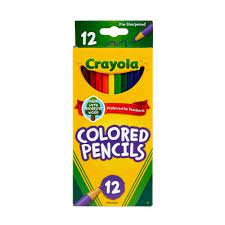 12
Pre-Sharpened
Crayola
Preferred by Teachers!
COLORED
PENCILS
12